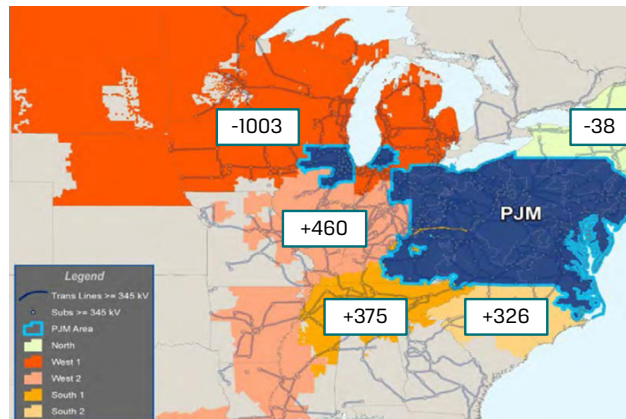 -1003
-38
PJM
+460
+375
+326
Legend
Trans Lines >= 345 kV
Subs >= 345 kV
PJM Area
North
West 1
West 2
South 1
South 2